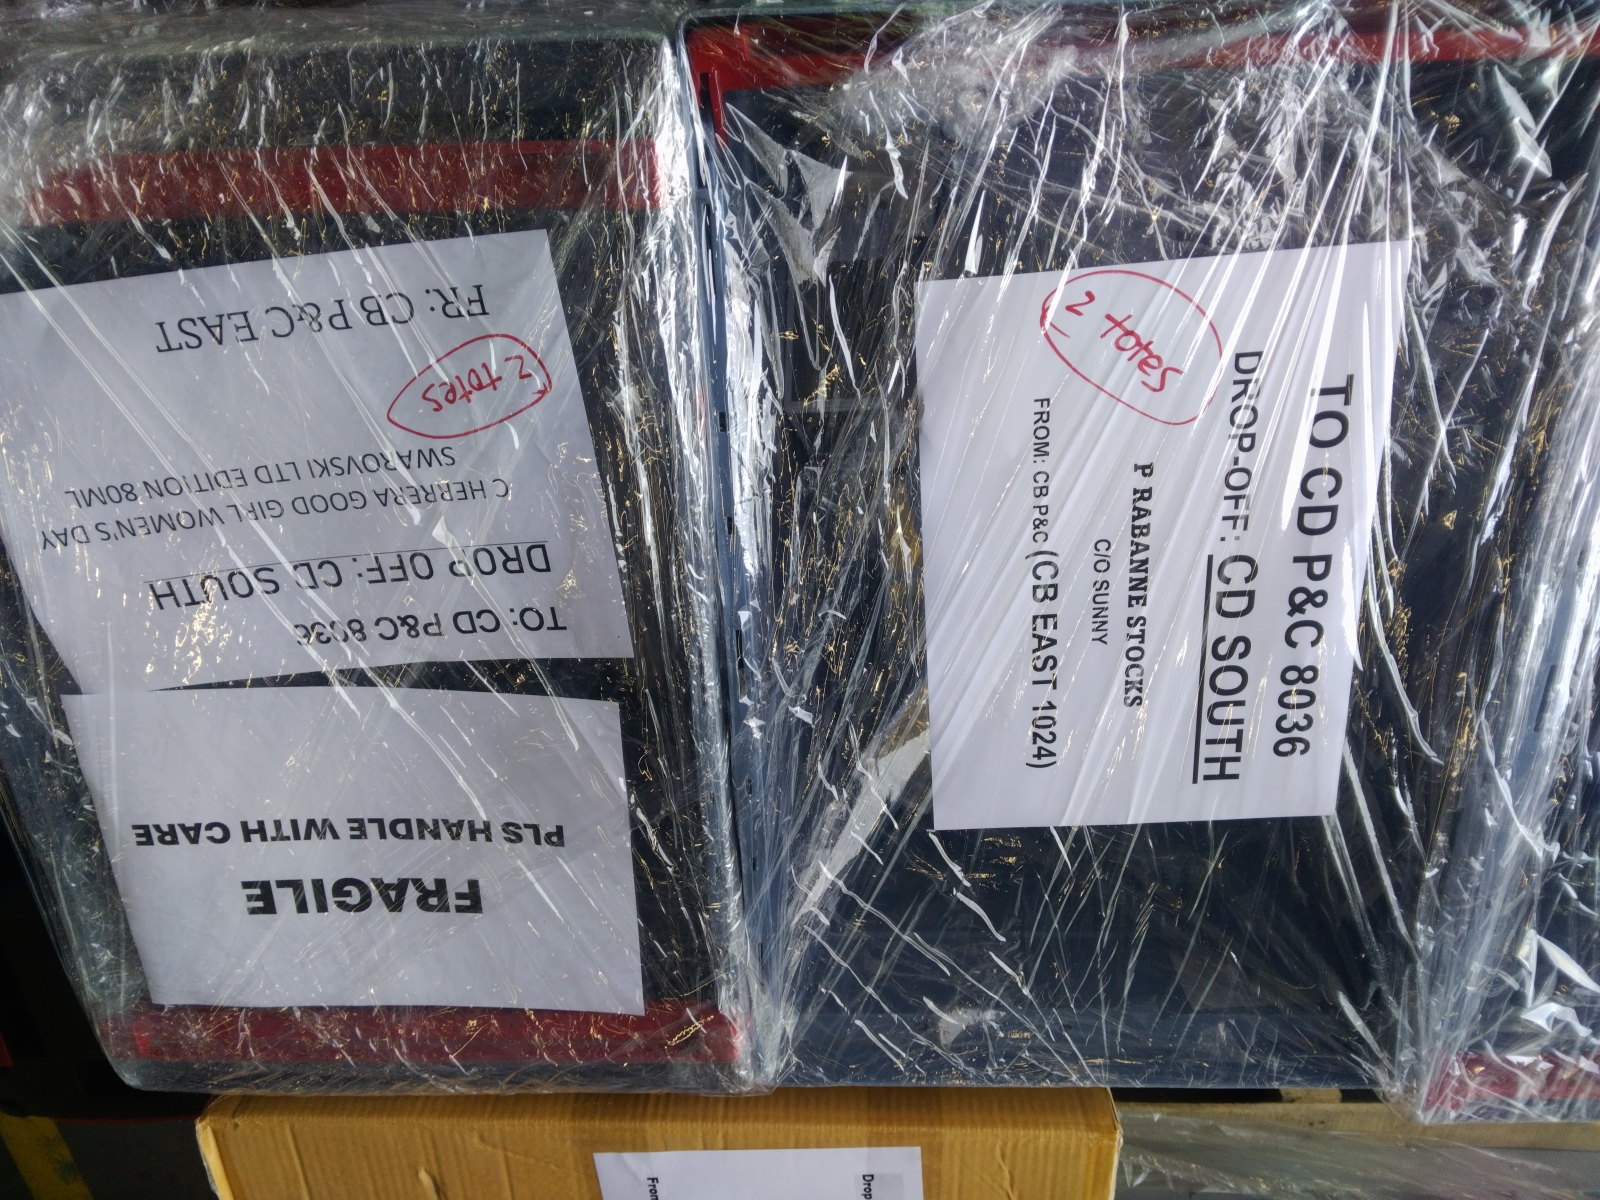 FR: CB P&C EAST
2 totes
TO: CD P&C 8036
DROP OFF: CD SOUTH
C HERRERA GOOD GIFL WOMEN'S DAY
SWAROVSKI LTD EDITION 80ML
FRAGILE
PLS HANDLE WITH CARE
TO CD P&C 8036
DROP-OFF: CD SOUTH
P RABANNE STOCKS
C/O SUNNY
FROM: CB P&C (CB EAST 1024)
2 totes